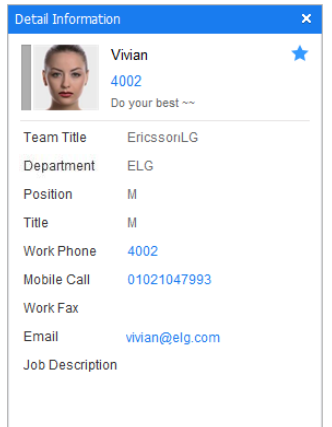 Detail Information
Vivian
4002
Do your best ~~
Team Title EricssonLG
Department ELG
Position M
Title M
Work Phone 4002
Mobile Call 01021047993
Work Fax
Email vivian@elg.com
Job Description